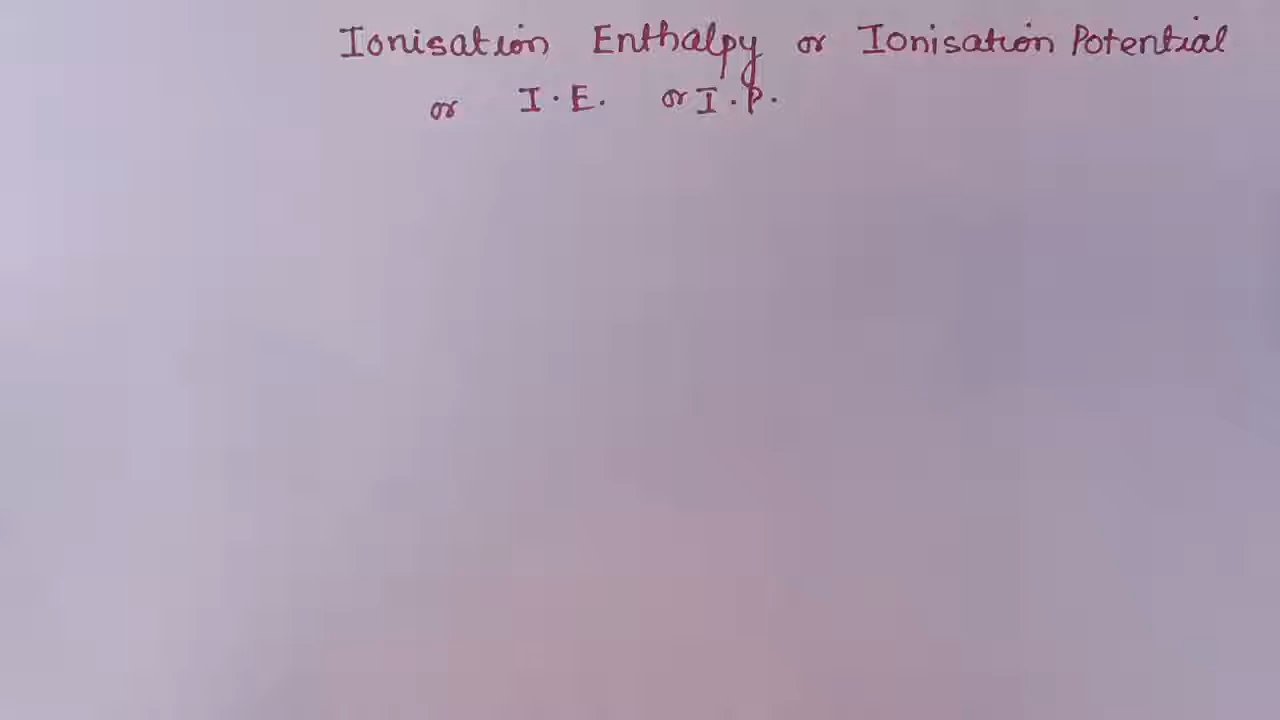 Ionisation Enthalpy or Ionisation Potential
or I.E. or I.P.